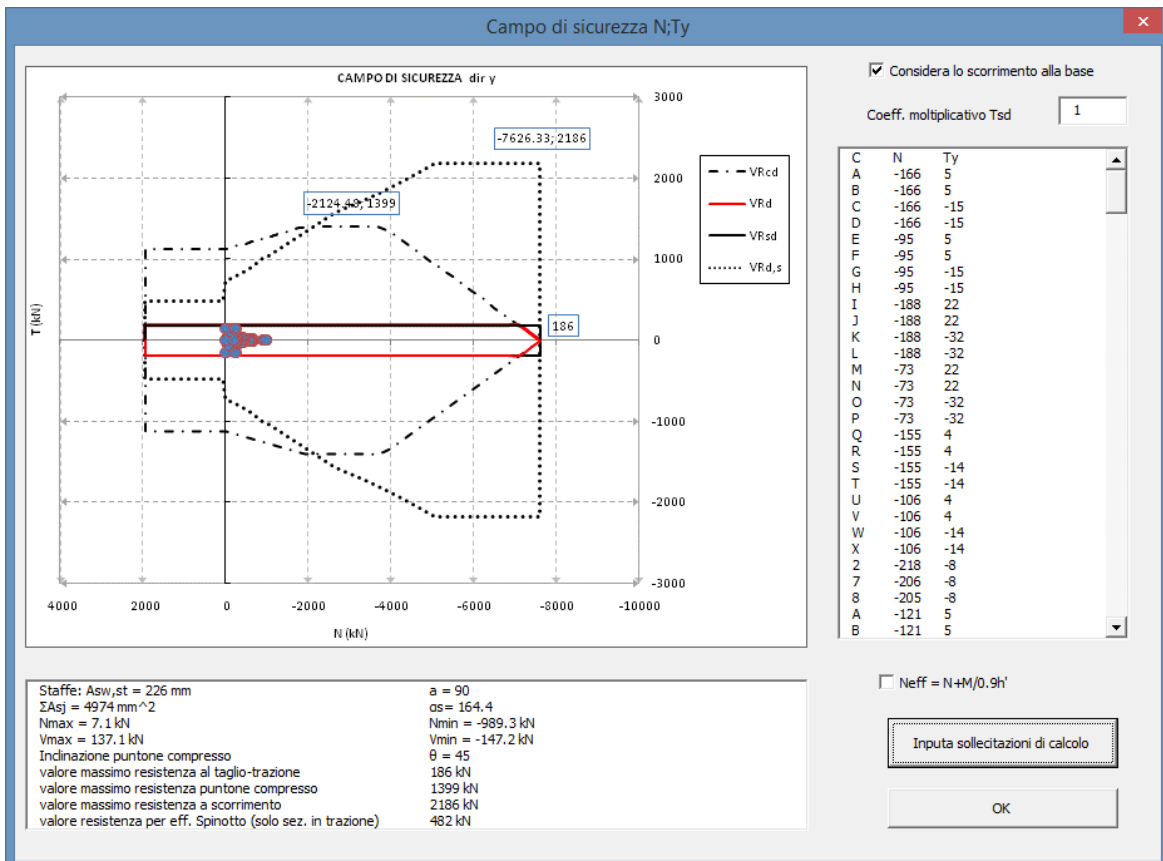 Campo di sicurezza N;Ty
CAMPO DI SICUREZZA dir y
3000
2000
1000
0
-1000
-2000
-3000
-7626.33; 2186
-2124.48; 1399
186
VRcd
VRd
VRsd
VRd,s
T (kN)
4000 2000 0 -2000 -4000 -6000 -8000 -10000
N (kN)
Considera lo scorrimento alla base
Coeff. moltiplicativo Tsd 1
C N Ty
A -166 5
B -166 5
C -166 -15
D -166 -15
E -95 5
F -95 5
G -95 -15
H -95 -15
I -188 22
J -188 22
K -188 -32
L -188 -32
M -73 22
N -73 22
O -73 -32
P -73 -32
Q -155 4
R -155 4
S -155 -14
T -155 -14
U -106 4
V -106 4
W -106 -14
X -106 -14
2 -218 -8
7 -206 -8
8 -205 -8
A -121 5
B -121 5
Staffe: Asw,st = 226 mm a = 90
ΣAsj = 4974 mm^2 αs= 164.4
Nmax = 7.1 kN Nmin = -989.3 kN
Vmax = 137.1 kN Vmin = -147.2 kN
Inclinazione puntone compresso θ = 45
valore massimo resistenza al taglio-trazione 186 kN
valore massimo resistenza puntone compresso 1399 kN
valore massimo resistenza a scorrimento 2186 kN
valore resistenza per eff. Spinotto (solo sez. in trazione) 482 kN
Neff = N+M/0.9h'
Inputa sollecitazioni di calcolo
OK